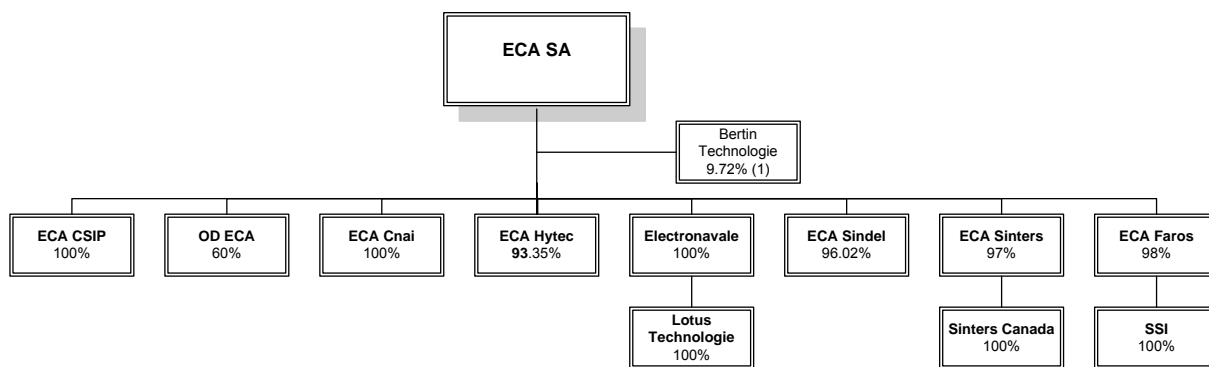 ECA SA
Bertin
Technologie
9.72% (1)
ECA CSIP
100%
OD ECA
60%
ECA Cnai
100%
ECA Hytec
93.35%
Electronavale
100%
ECA Sindel
96.02%
ECA Sinters
97%
ECA Faros
98%
Lotus
Technologie
100%
Sinters Canada
100%
SSI
100%